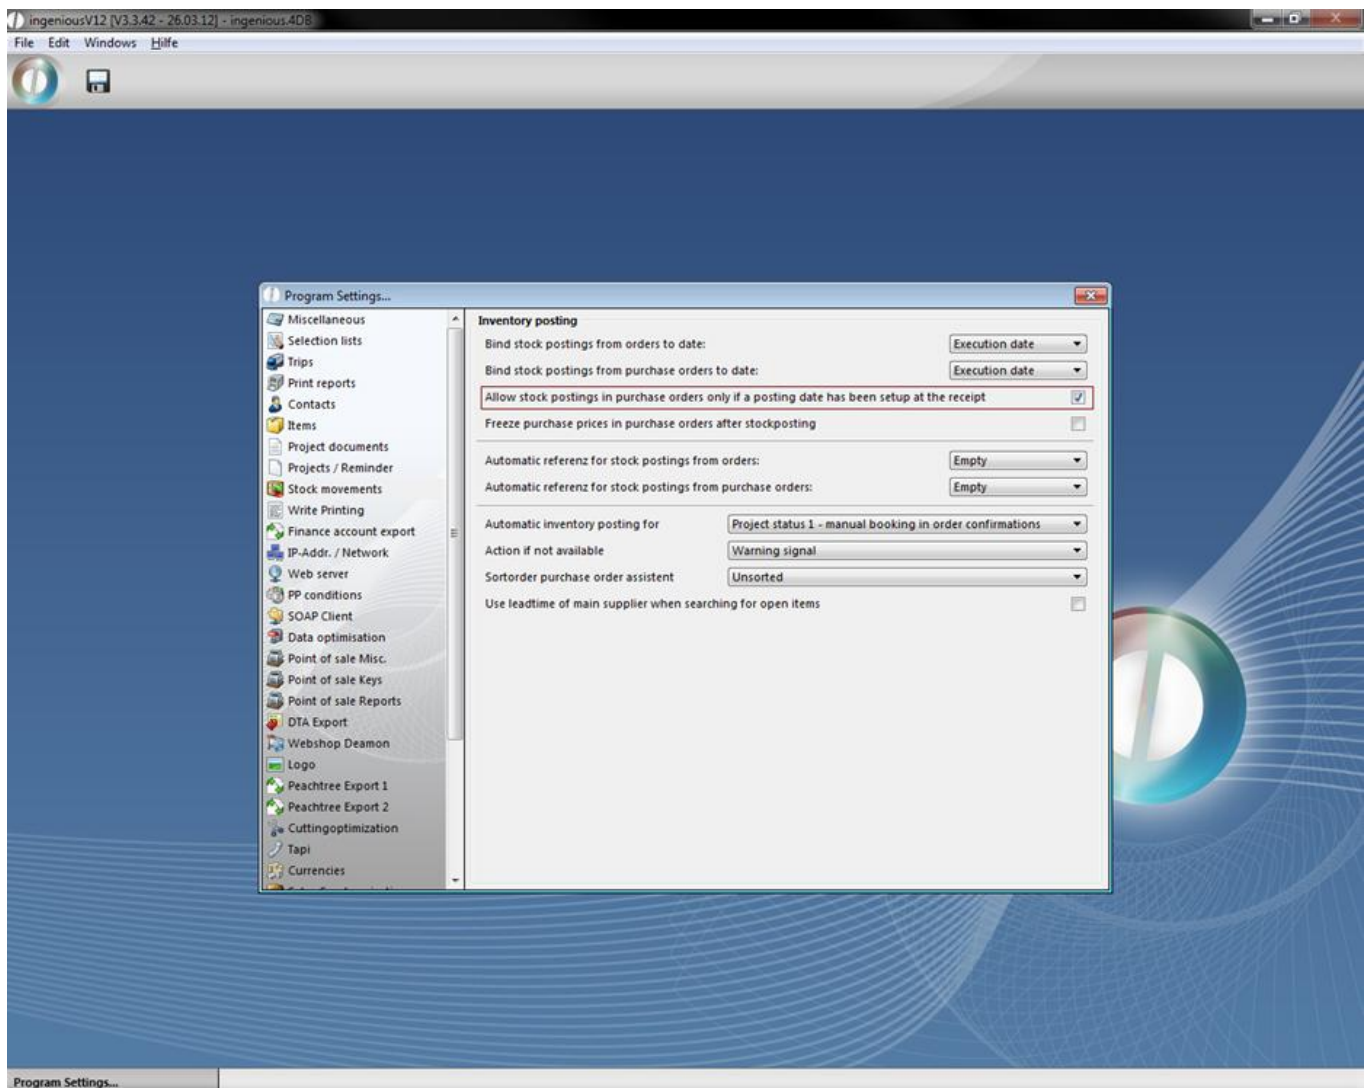 ingeniousV12 [V3.3.42 - 26.03.12] - ingenious.4DB
File Edit Windows Hilfe
Program Settings...
Miscellaneous
Selection lists
Trips
Print reports
Contacts
Items
Project documents
Projects / Reminder
Stock movements
Write Printing
Finance account export
IP-Addr. / Network
Web server
PP conditions
SOAP Client
Data optimisation
Point of sale Misc.
Point of sale Keys
Point of sale Reports
DTA Export
Webshop Deamon
Logo
Peachtree Export 1
Peachtree Export 2
Cuttingoptimization
Tapi
Currencies
Inventory posting
Bind stock postings from orders to date: Execution date
Bind stock postings from purchase orders to date: Execution date
Allow stock postings in purchase orders only if a posting date has been setup at the receipt
Freeze purchase prices in purchase orders after stockposting
Automatic referenz for stock postings from orders: Empty
Automatic referenz for stock postings from purchase orders: Empty
Automatic inventory posting for Project status 1 - manual booking in order confirmations
Action if not available Warning signal
Sortorder purchase order assistent Unsorted
Use leadtime of main supplier when searching for open items
Program Settings...